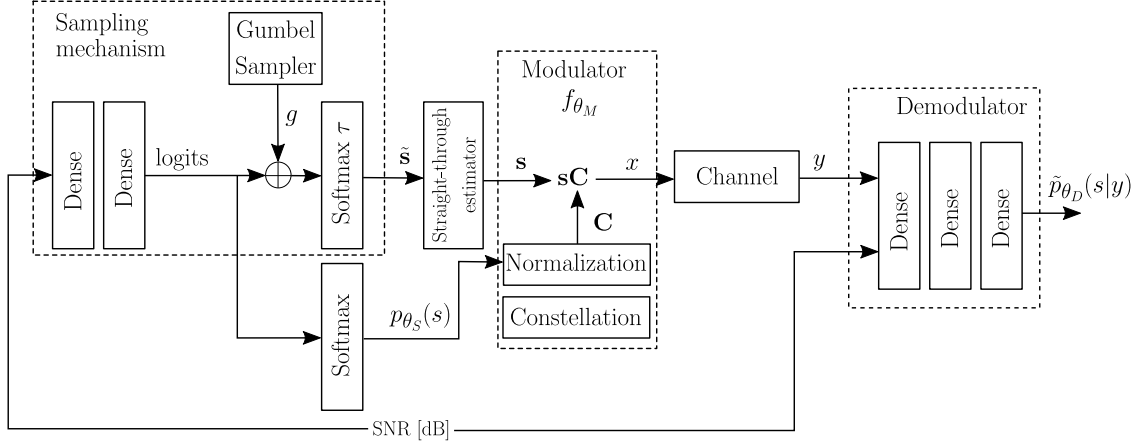 Sampling
mechanism
Gumbel
Sampler
g
Dense
Dense
logits
Softmax τ
s̃
Straight-through
estimator
s
Modulator
f_{θ_M}
sC
x
C
Normalization
Constellation
Softmax
p_{θ_S}(s)
Channel
y
Demodulator
Dense
Dense
Dense
p̃_{θ_D}(s|y)
SNR [dB]